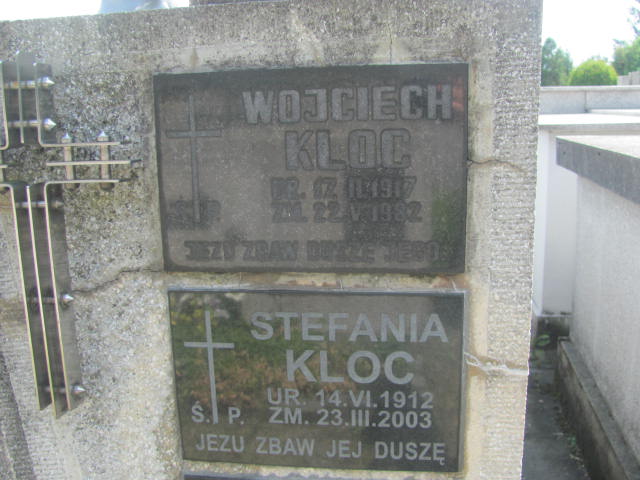 WOJCIECH
KLOC
UR. 17.II.1917
Ś. P. ZM. 22.V.1982
JEZU ZBAW DUSZĘ JEGO
STEFANIA
KLOC
UR. 14.VI.1912
Ś. P. ZM. 23.III.2003
JEZU ZBAW JEJ DUSZĘ